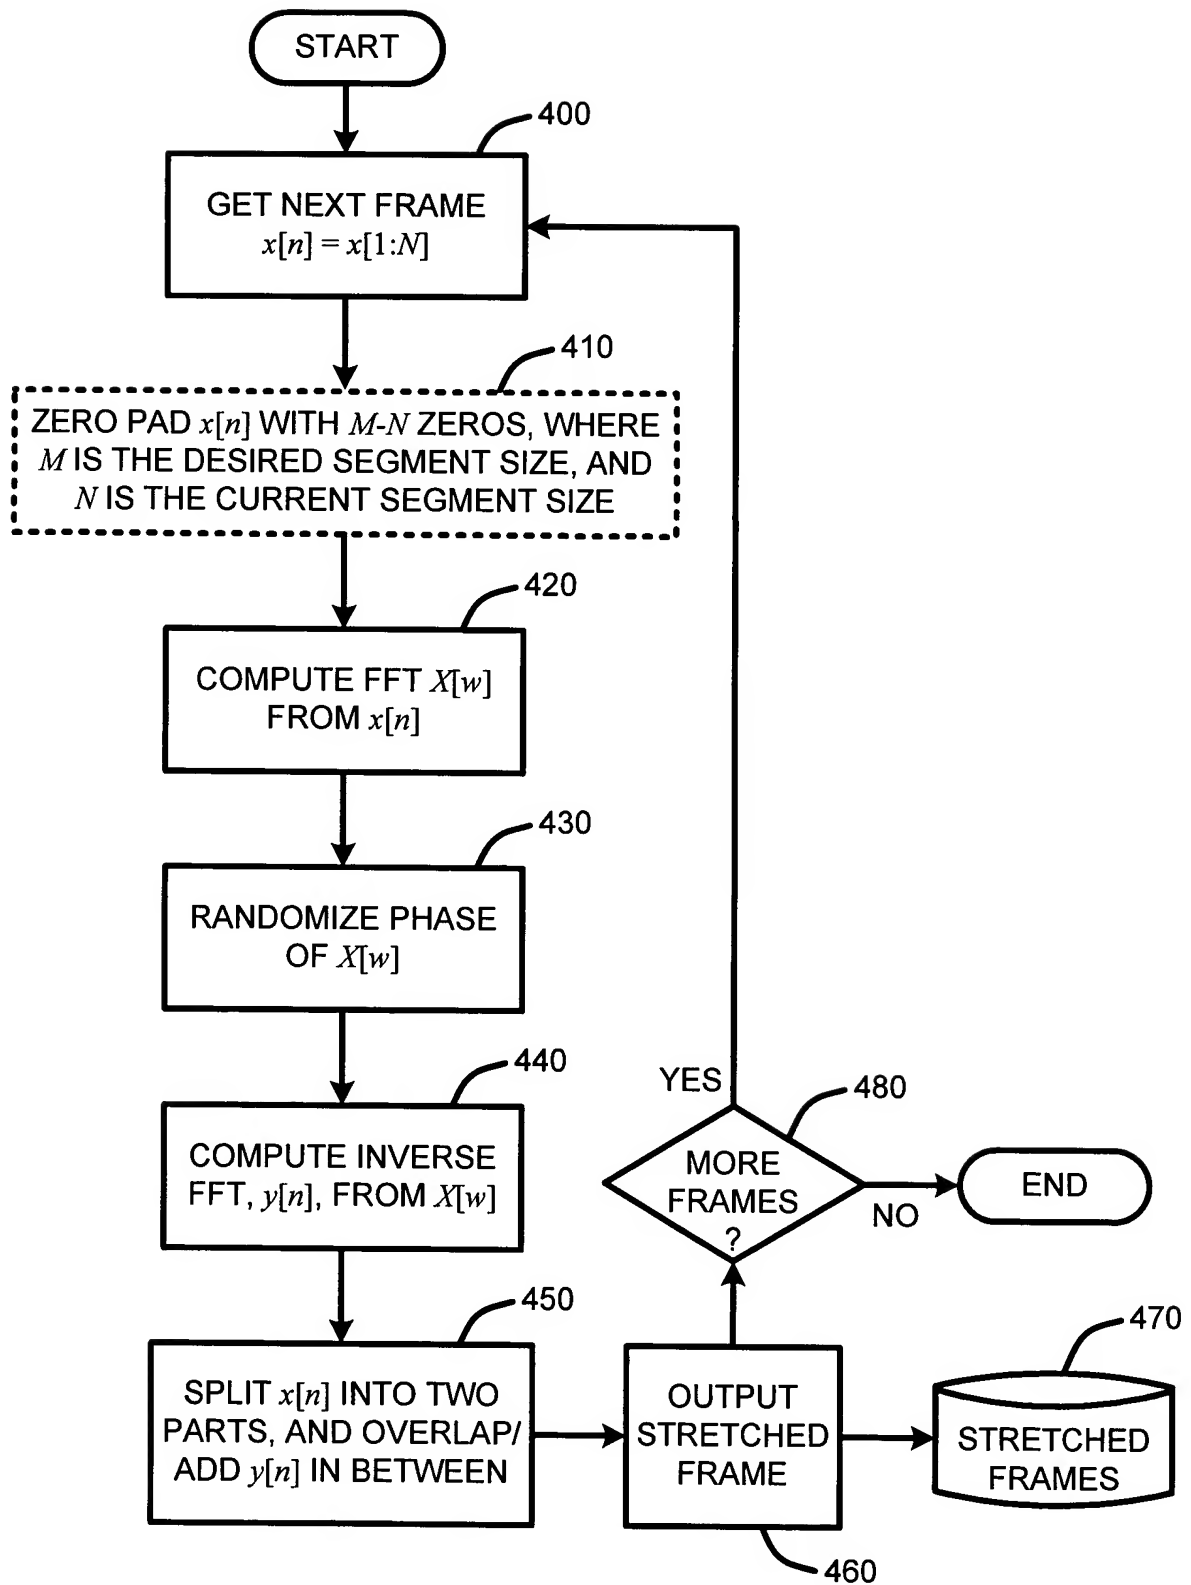 START
400
GET NEXT FRAME
x[n] = x[1:N]
410
ZERO PAD x[n] WITH M-N ZEROS, WHERE
M IS THE DESIRED SEGMENT SIZE, AND
N IS THE CURRENT SEGMENT SIZE
420
COMPUTE FFT X[w]
FROM x[n]
430
RANDOMIZE PHASE
OF X[w]
440
COMPUTE INVERSE
FFT, y[n], FROM X[w]
450
SPLIT x[n] INTO TWO
PARTS, AND OVERLAP/
ADD y[n] IN BETWEEN
OUTPUT
STRETCHED
FRAME
460
470
STRETCHED
FRAMES
480
MORE
FRAMES
?
YES
NO
END